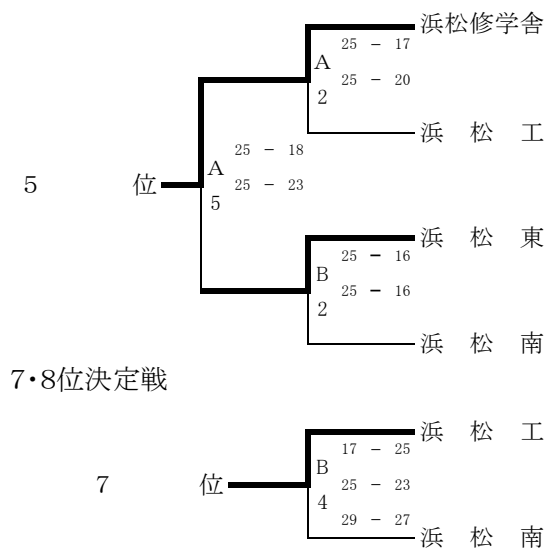 浜松修学舎
25 － 17
A
25 － 20
2
浜 松 工
25 － 18
A
5 位
25 － 23
5
浜 松 東
25 － 16
B
25 － 16
2
浜 松 南
7・8位決定戦
浜 松 工
17 － 25
B
7 位
25 － 23
4
29 － 27
浜 松 南